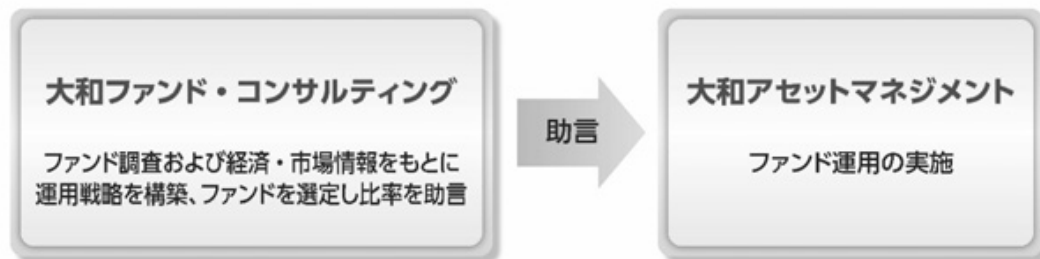 大和ファンド・コンサルティング
ファンド調査および経済・市場情報をもとに
運用戦略を構築、ファンドを選定し比率を助言
助言
大和アセットマネジメント
ファンド運用の実施